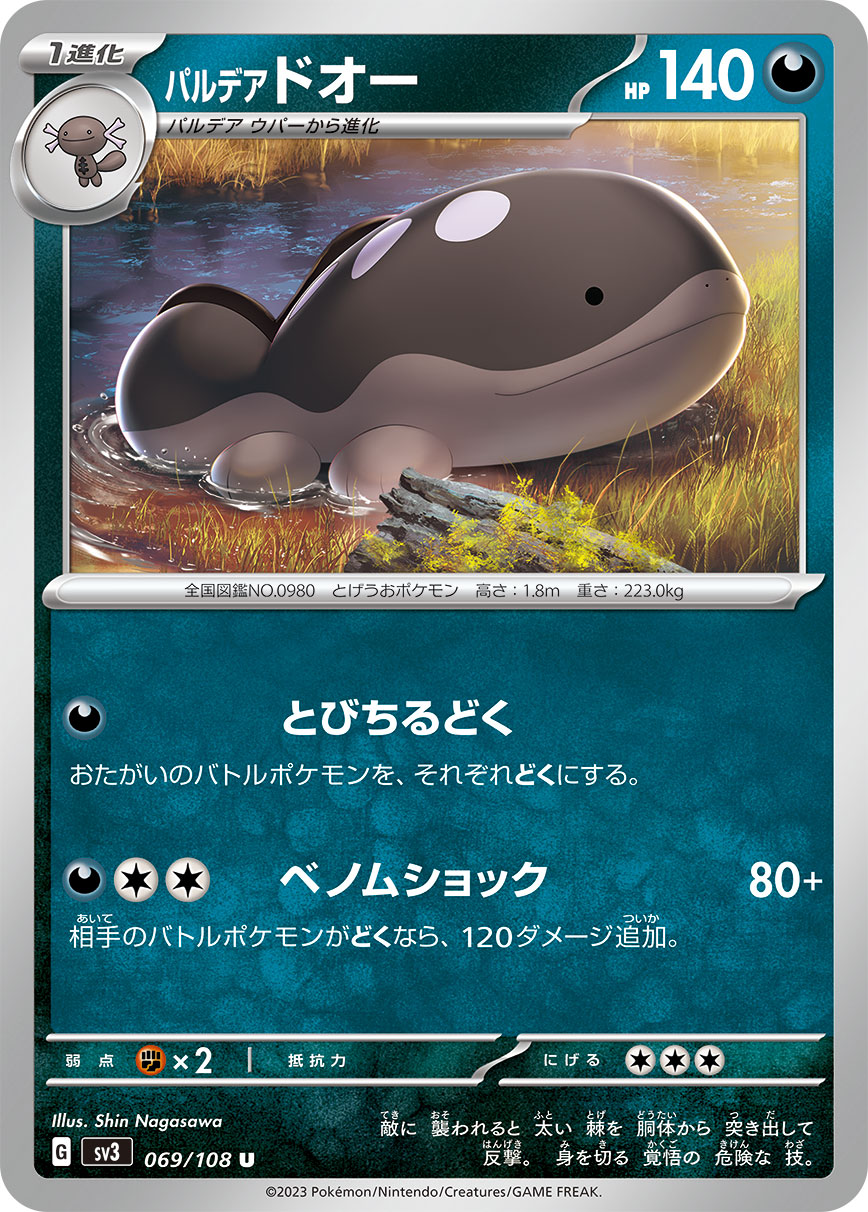 1進化
パルデアドオー
HP 140
パルデア ウパーから進化
全国図鑑NO.0980 とげうおポケモン 高さ：1.8m 重さ：223.0kg
とびちるどく
おたがいのバトルポケモンを、それぞれどくにする。
ベノムショック 80+
相手のバトルポケモンがどくなら、120ダメージ追加。
弱点 ×2 抵抗力 にげる
Illus. Shin Nagasawa
敵に 襲われると 太い 棘を 胴体から 突き出して
反撃。 身を切る 覚悟の 危険な 技。
G sv3 069/108 U
©2023 Pokémon/Nintendo/Creatures/GAME FREAK.